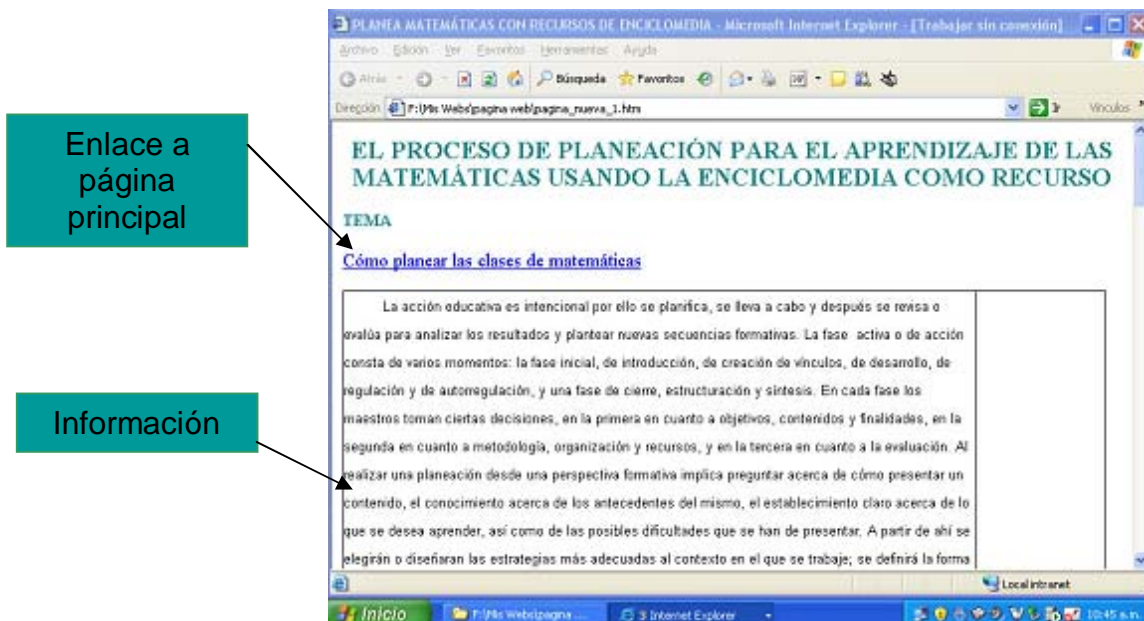 PLANEA MATEMÁTICAS CON RECURSOS DE ENCICLOMEDIA - Microsoft Internet Explorer - [Trabajar sin conexión]
Archivo Edición Ver Favoritos Herramientas Ayuda
Atrás Búsqueda Favoritos
Dirección F:\Mis Webs\pagina web\pagina_nueva_1.htm Vínculos
Enlace a
página
principal
EL PROCESO DE PLANEACIÓN PARA EL APRENDIZAJE DE LAS
MATEMÁTICAS USANDO LA ENCICLOMEDIA COMO RECURSO
TEMA
Cómo planear las clases de matemáticas
La acción educativa es intencional por ello se planifica, se lleva a cabo y después se revisa o
evalúa para analizar los resultados y plantear nuevas secuencias formativas. La fase activa o de acción
consta de varios momentos: la fase inicial, de introducción, de creación de vínculos, de desarrollo, de
regulación y de autorregulación, y una fase de cierre, estructuración y síntesis. En cada fase los
maestros toman ciertas decisiones, en la primera en cuanto a objetivos, contenidos y finalidades, en la
segunda en cuanto a metodología, organización y recursos, y en la tercera en cuanto a la evaluación. Al
realizar una planeación desde una perspectiva formativa implica preguntar acerca de cómo presentar un
contenido, el conocimiento acerca de los antecedentes del mismo, el establecimiento claro acerca de lo
que se desea aprender, así como de las posibles dificultades que se han de presentar. A partir de ahí se
elegirán o diseñaran las estrategias más adecuadas al contexto en el que se trabaje; se definirá la forma
Información
Local intranet
Inicio F:\Mis Webs\pagina ... 3 Internet Explorer 10:45 a.m.